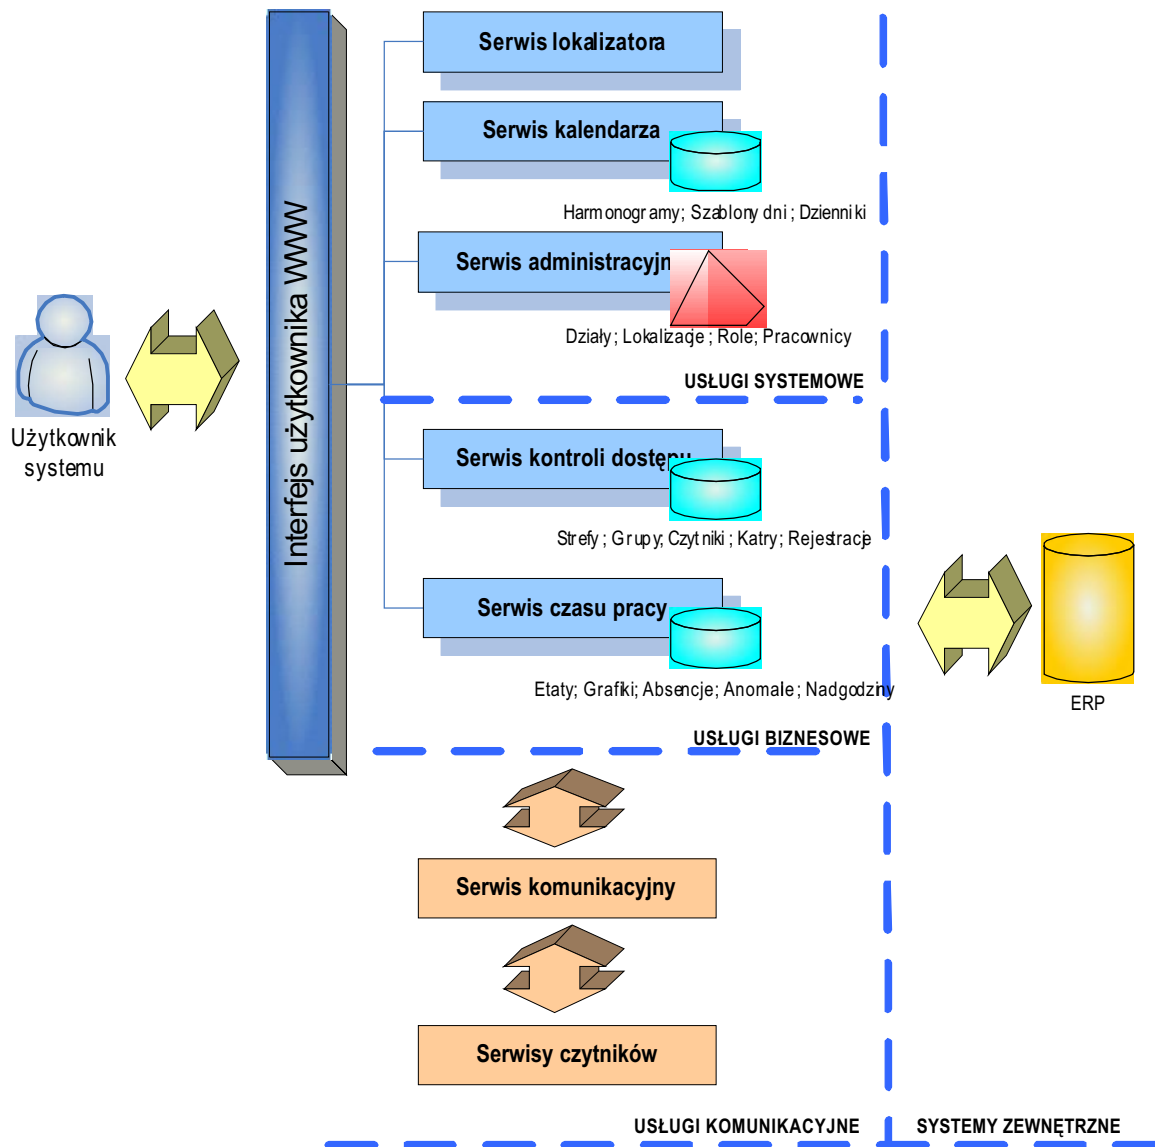 Serwis lokalizatora
Serwis kalendarza
Harmonogramy; Szablony dni ; Dzienniki
Serwis administracyjn
Działy; Lokalizacje ; Role; Pracownicy
USŁUGI SYSTEMOWE
Interfejs użytkownika WWW
Użytkownik
systemu
Serwis kontroli dostępu
Strefy ; Grupy; Czytniki ; Katry; Rejestracje
Serwis czasu pracy
Etaty; Grafiki; Absencje; Anomale ; Nadgodziny
ERP
USŁUGI BIZNESOWE
Serwis komunikacyjny
Serwisy czytników
USŁUGI KOMUNIKACYJNE
SYSTEMY ZEWNĘTRZNE